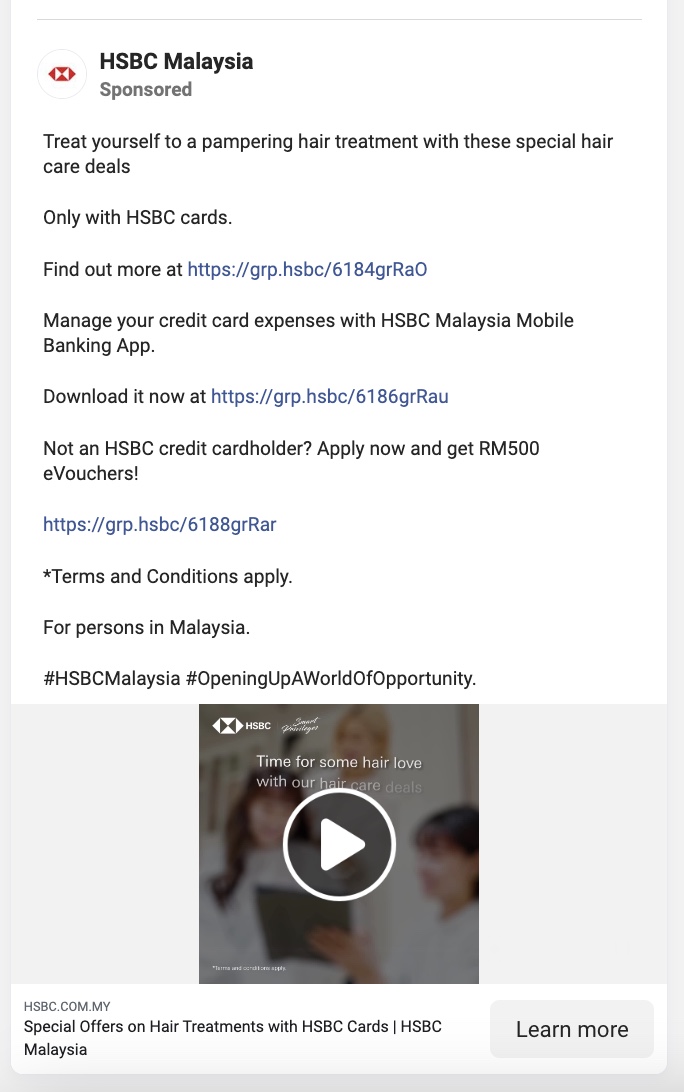 HSBC Malaysia
Sponsored
Treat yourself to a pampering hair treatment with these special hair
care deals
Only with HSBC cards.
Find out more at https://grp.hsbc/6184grRaO
Manage your credit card expenses with HSBC Malaysia Mobile
Banking App.
Download it now at https://grp.hsbc/6186grRau
Not an HSBC credit cardholder? Apply now and get RM500
eVouchers!
https://grp.hsbc/6188grRar
*Terms and Conditions apply.
For persons in Malaysia.
#HSBCMalaysia #OpeningUpAWorldOfOpportunity.
HSBC Smart Privileges
Time for some hair love
with our hair care deals
*Terms and conditions apply.
HSBC.COM.MY
Special Offers on Hair Treatments with HSBC Cards | HSBC
Malaysia
Learn more